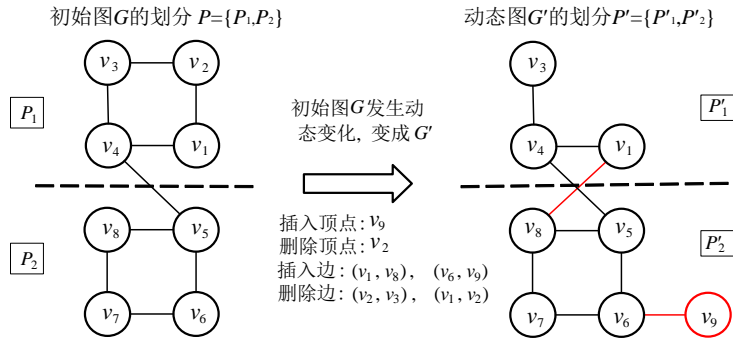 初始图G的划分 P={P₁,P₂}
v₃ v₂
P₁
v₄ v₁
v₈ v₅
P₂
v₇ v₆
初始图G发生动
态变化, 变成 G'
插入顶点: v₉
删除顶点: v₂
插入边: (v₁, v₈), (v₆, v₉)
删除边: (v₂, v₃), (v₁, v₂)
动态图G'的划分P'={P'₁,P'₂}
v₃
P'₁
v₄ v₁
v₈ v₅
P'₂
v₇ v₆ v₉